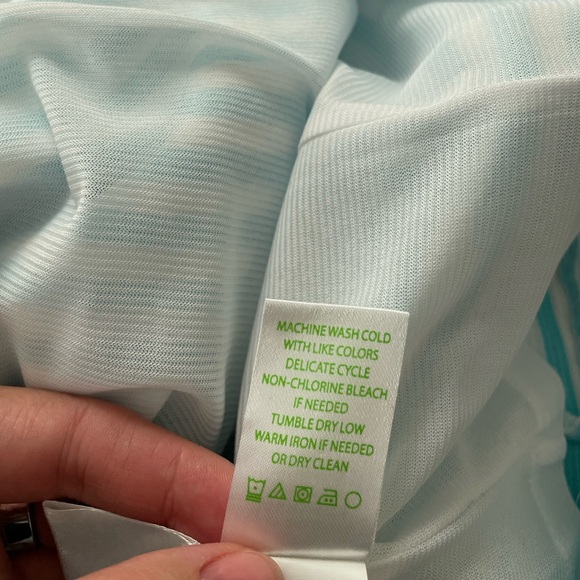 MACHINE WASH COLD
WITH LIKE COLORS
DELICATE CYCLE
NON-CHLORINE BLEACH
IF NEEDED
TUMBLE DRY LOW
WARM IRON IF NEEDED
OR DRY CLEAN